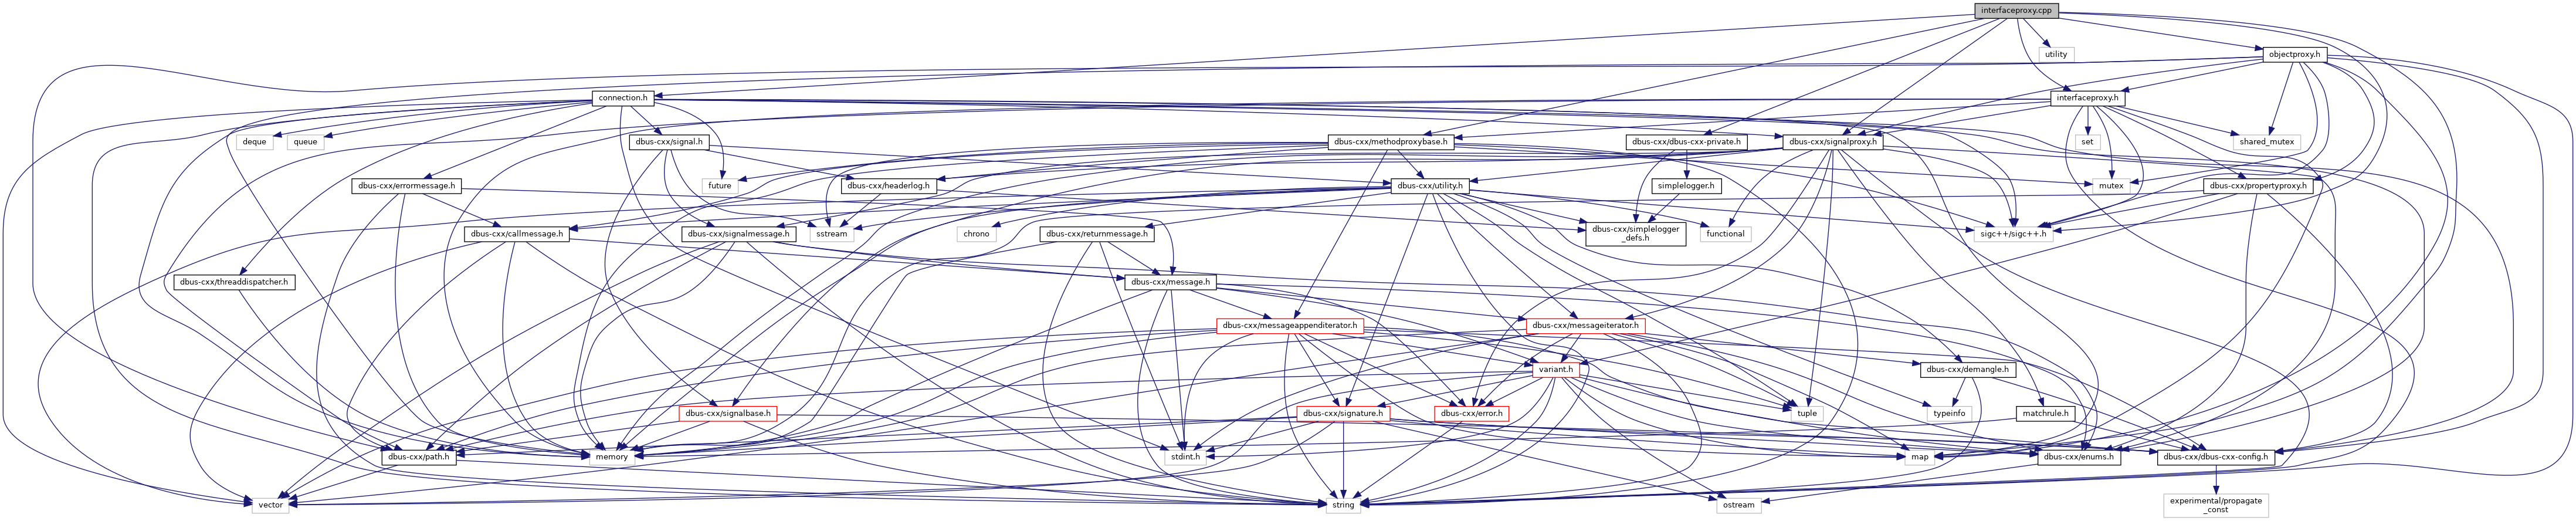 interfaceproxy.cpp
utility
objectproxy.h
connection.h
interfaceproxy.h
deque
queue
dbus-cxx/signal.h
dbus-cxx/methodproxybase.h
dbus-cxx/dbus-cxx-private.h
dbus-cxx/signalproxy.h
set
shared_mutex
dbus-cxx/errormessage.h
future
dbus-cxx/headerlog.h
dbus-cxx/utility.h
simplelogger.h
mutex
dbus-cxx/propertyproxy.h
dbus-cxx/callmessage.h
dbus-cxx/signalmessage.h
sstream
chrono
dbus-cxx/returnmessage.h
dbus-cxx/simplelogger
_defs.h
functional
sigc++/sigc++.h
dbus-cxx/threaddispatcher.h
dbus-cxx/message.h
dbus-cxx/messageappenditerator.h
dbus-cxx/messageiterator.h
variant.h
dbus-cxx/demangle.h
dbus-cxx/signalbase.h
dbus-cxx/signature.h
dbus-cxx/error.h
tuple
typeinfo
matchrule.h
dbus-cxx/path.h
memory
stdint.h
map
dbus-cxx/enums.h
dbus-cxx/dbus-cxx-config.h
vector
string
ostream
experimental/propagate
_const